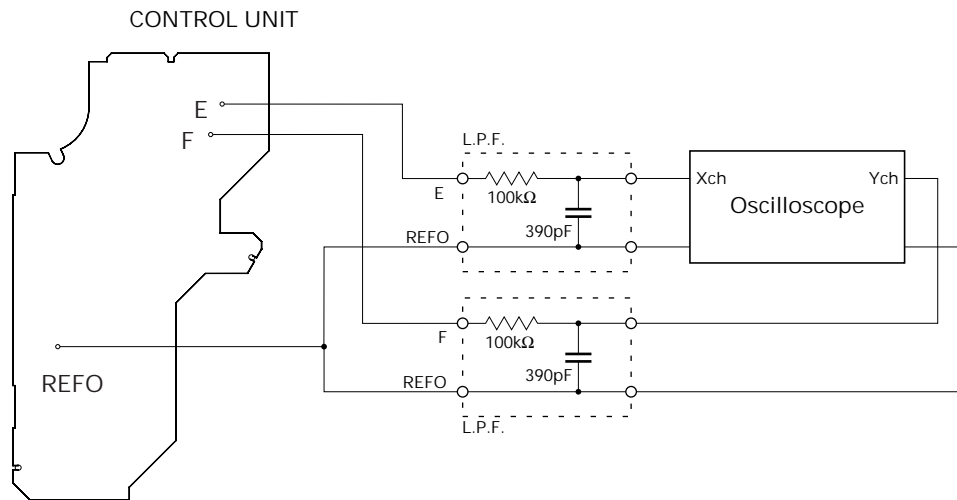 CONTROL UNIT
E
F
REFO
L.P.F.
E
100kΩ
390pF
REFO
Xch
Ych
Oscilloscope
F
100kΩ
390pF
REFO
L.P.F.